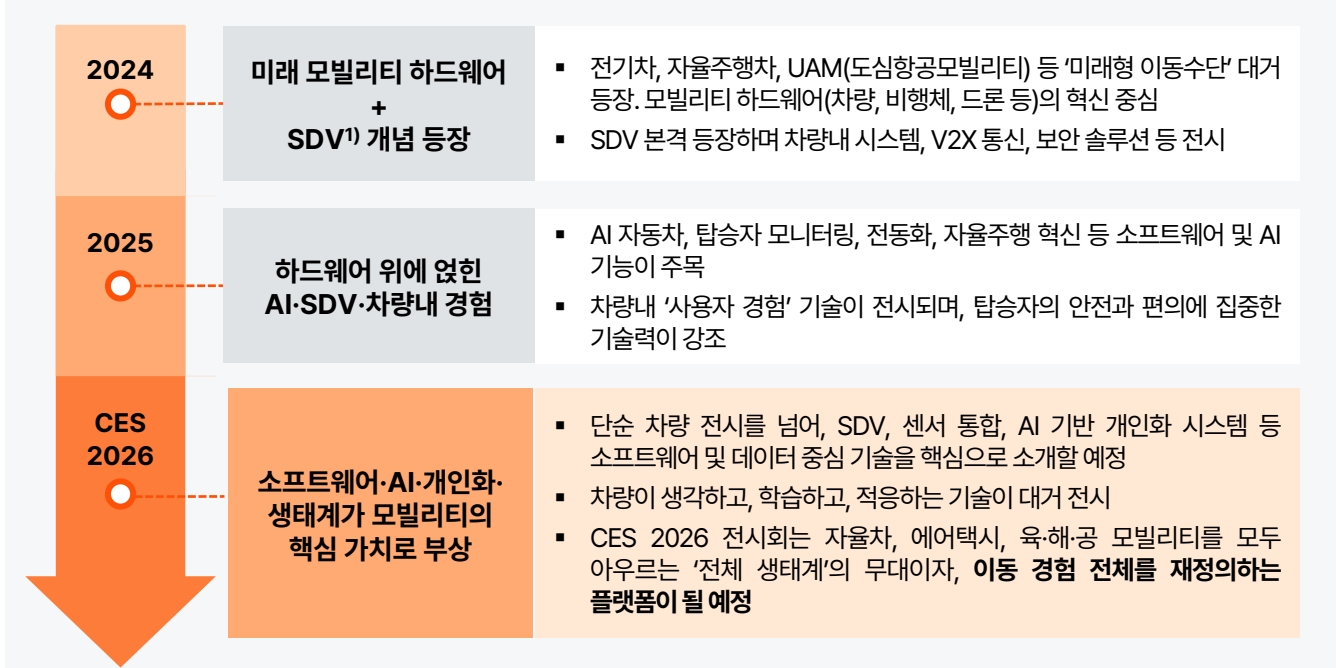 2024
미래 모빌리티 하드웨어
+
SDV¹⁾ 개념 등장
▪ 전기차, 자율주행차, UAM(도심항공모빌리티) 등 ‘미래형 이동수단’ 대거
등장. 모빌리티 하드웨어(차량, 비행체, 드론 등)의 혁신 중심
▪ SDV 본격 등장하며 차량내 시스템, V2X 통신, 보안 솔루션 등 전시
2025
하드웨어 위에 얹힌
AI·SDV·차량내 경험
▪ AI 자동차, 탑승자 모니터링, 전동화, 자율주행 혁신 등 소프트웨어 및 AI
기능이 주목
▪ 차량내 ‘사용자 경험’ 기술이 전시되며, 탑승자의 안전과 편의에 집중한
기술력이 강조
CES
2026
소프트웨어·AI·개인화·
생태계가 모빌리티의
핵심 가치로 부상
▪ 단순 차량 전시를 넘어, SDV, 센서 통합, AI 기반 개인화 시스템 등
소프트웨어 및 데이터 중심 기술을 핵심으로 소개할 예정
▪ 차량이 생각하고, 학습하고, 적응하는 기술이 대거 전시
▪ CES 2026 전시회는 자율차, 에어택시, 육·해·공 모빌리티를 모두
아우르는 ‘전체 생태계’의 무대이자, 이동 경험 전체를 재정의하는
플랫폼이 될 예정